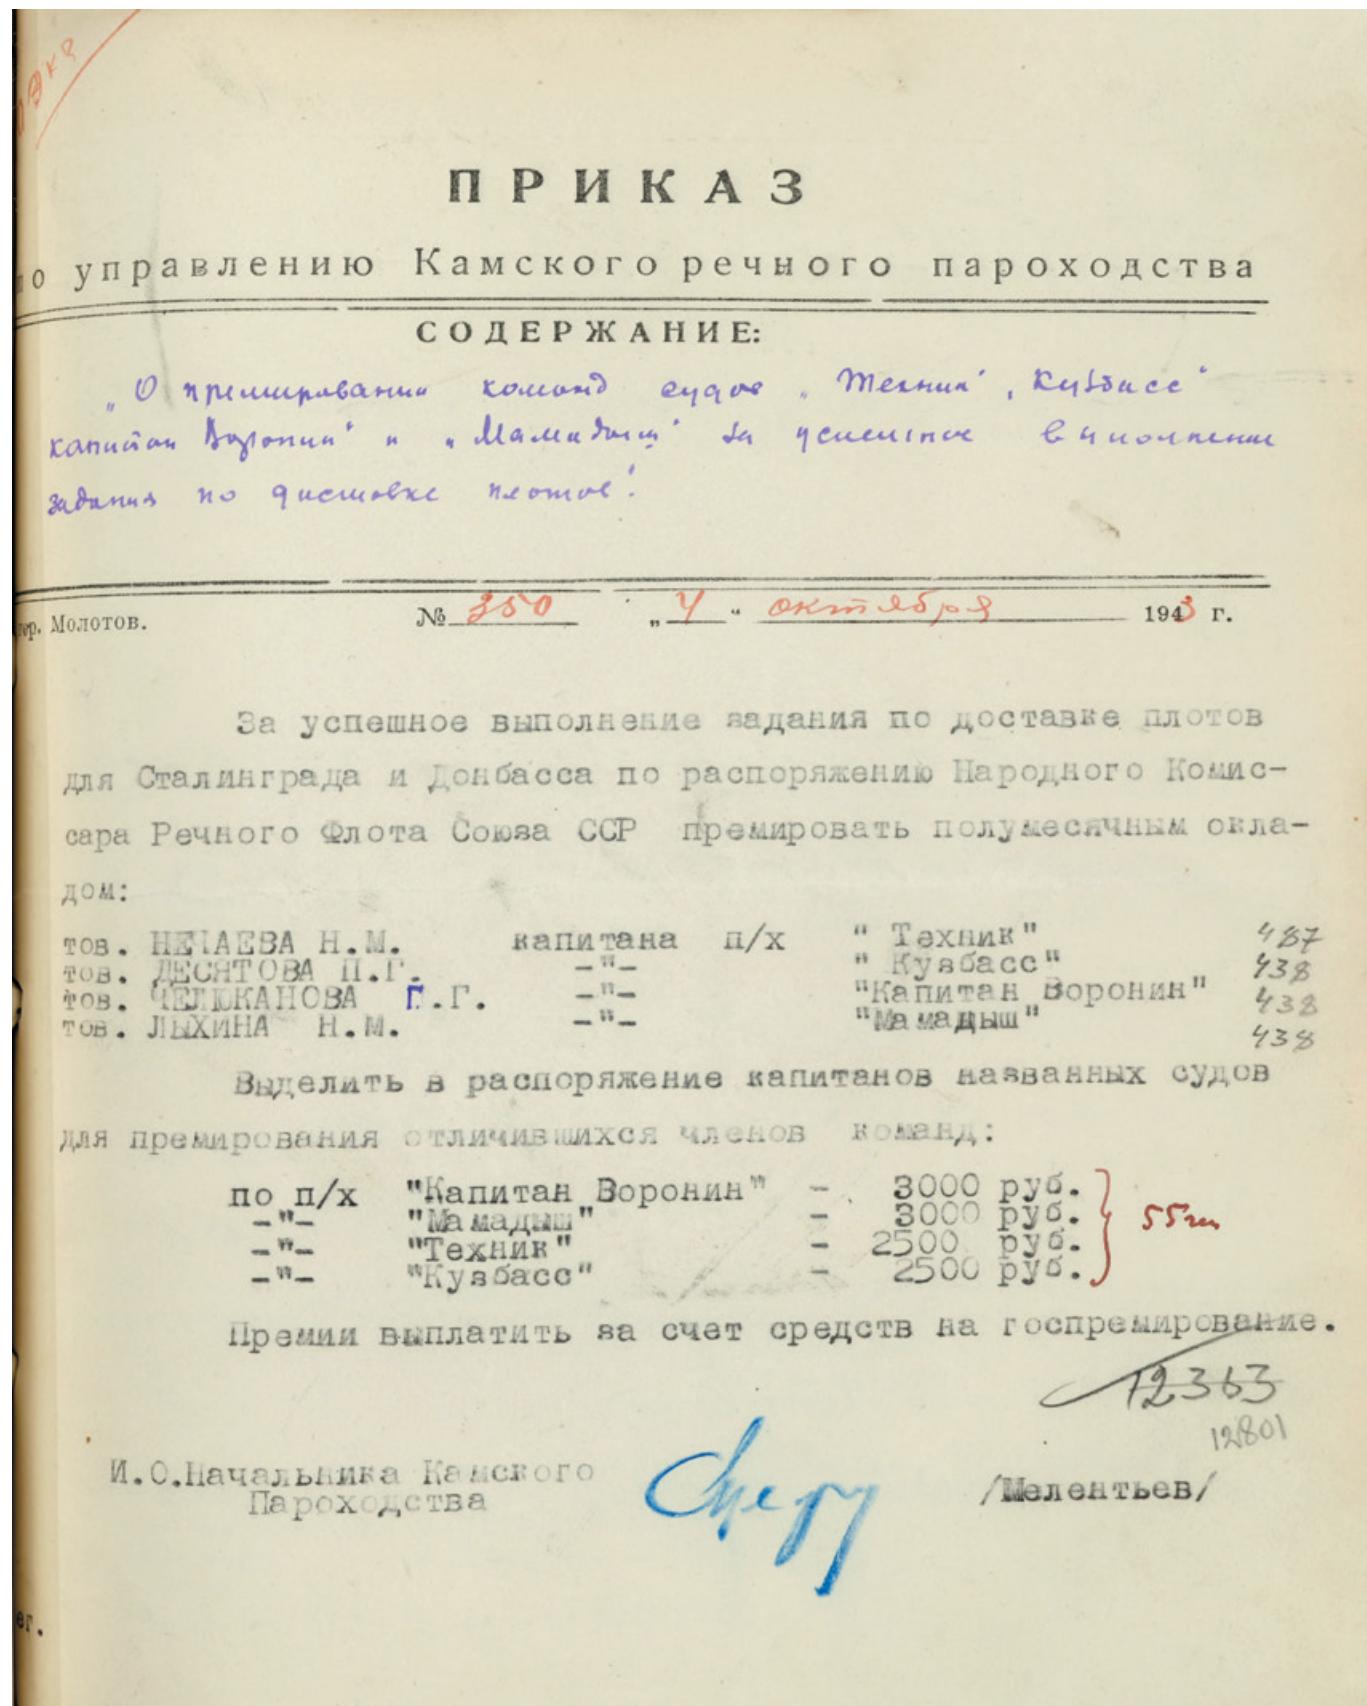 ПРИКАЗ
по управлению Камского речного пароходства
СОДЕРЖАНИЕ:
„О премировании команд судов „Техник", „Кузбасс"
капитан Воронин" и „Мамадыш" за успешное выполнение
задания по доставке плотов".
гор. Молотов. № 350 „4" октября 1943 г.
За успешное выполнение задания по доставке плотов
для Сталинграда и Донбасса по распоряжению Народного Комис-
сара Речного Флота Союза ССР премировать полумесячным окла-
дом:
тов. НЕЧАЕВА Н.М. капитана п/х " Техник" 487
тов. ДЕСЯТОВА П.Г. -"- " Кузбасс" 438
тов. ЧЕЛЮКАНОВА П.Г. -"- "Капитан Воронин" 438
тов. ЛЫХИНА Н.М. -"- "Мамадыш" 438
Выделить в распоряжение капитанов названных судов
для премирования отличившихся членов команд:
по п/х "Капитан Воронин" - 3000 руб.
-"- "Мамадыш" - 3000 руб.
-"- "Техник" - 2500 руб.
-"- "Кузбасс" - 2500 руб.
Премии выплатить за счет средств на госпремирование.
12363
12801
И.О.Начальника Камского
Пароходства /Мелентьев/